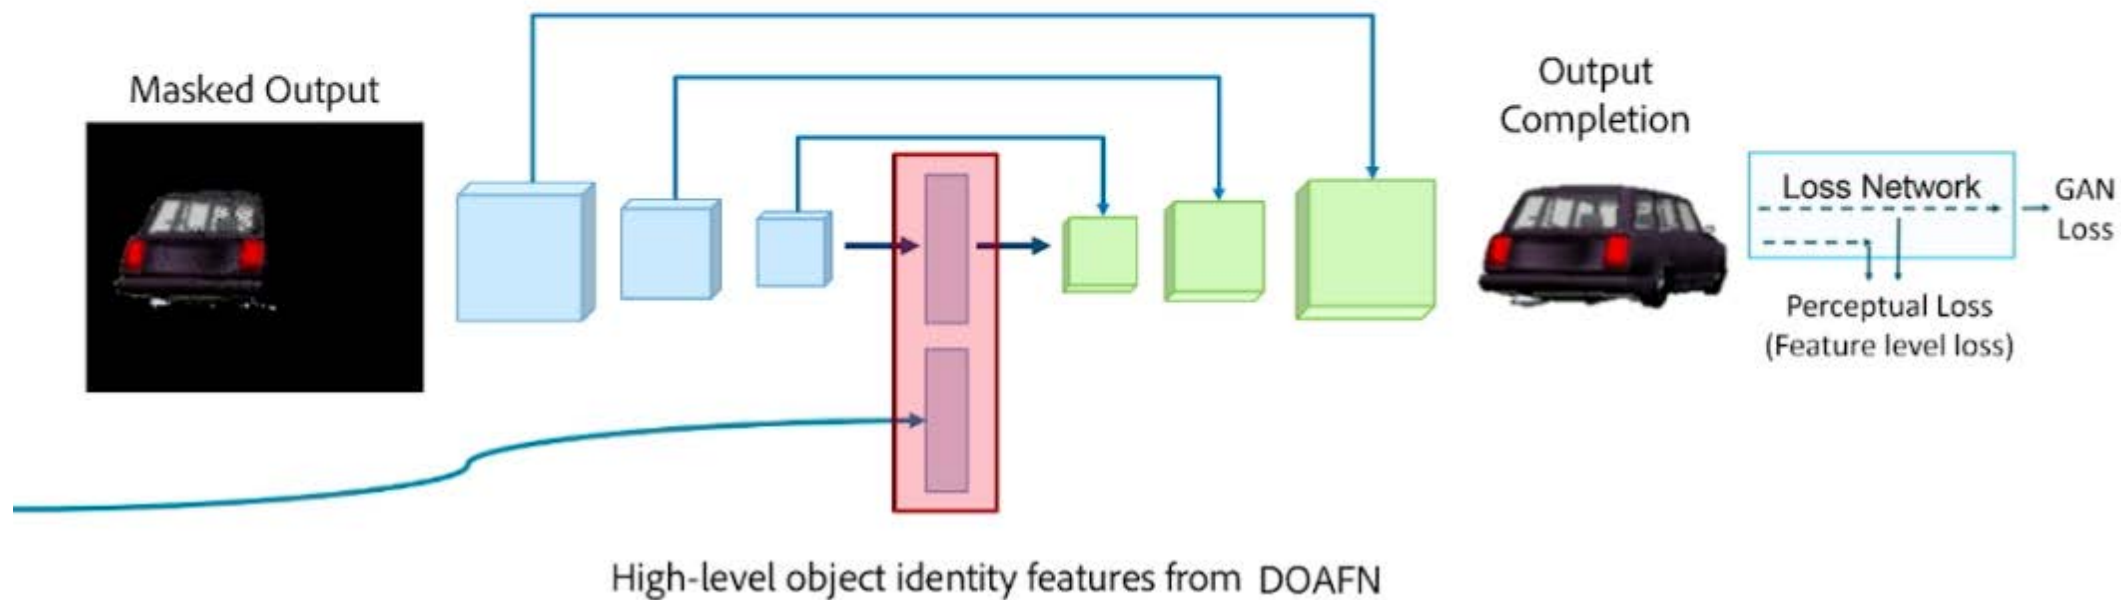 Masked Output
Output
Completion
Loss Network
GAN
Loss
Perceptual Loss
(Feature level loss)
High-level object identity features from DOAFN